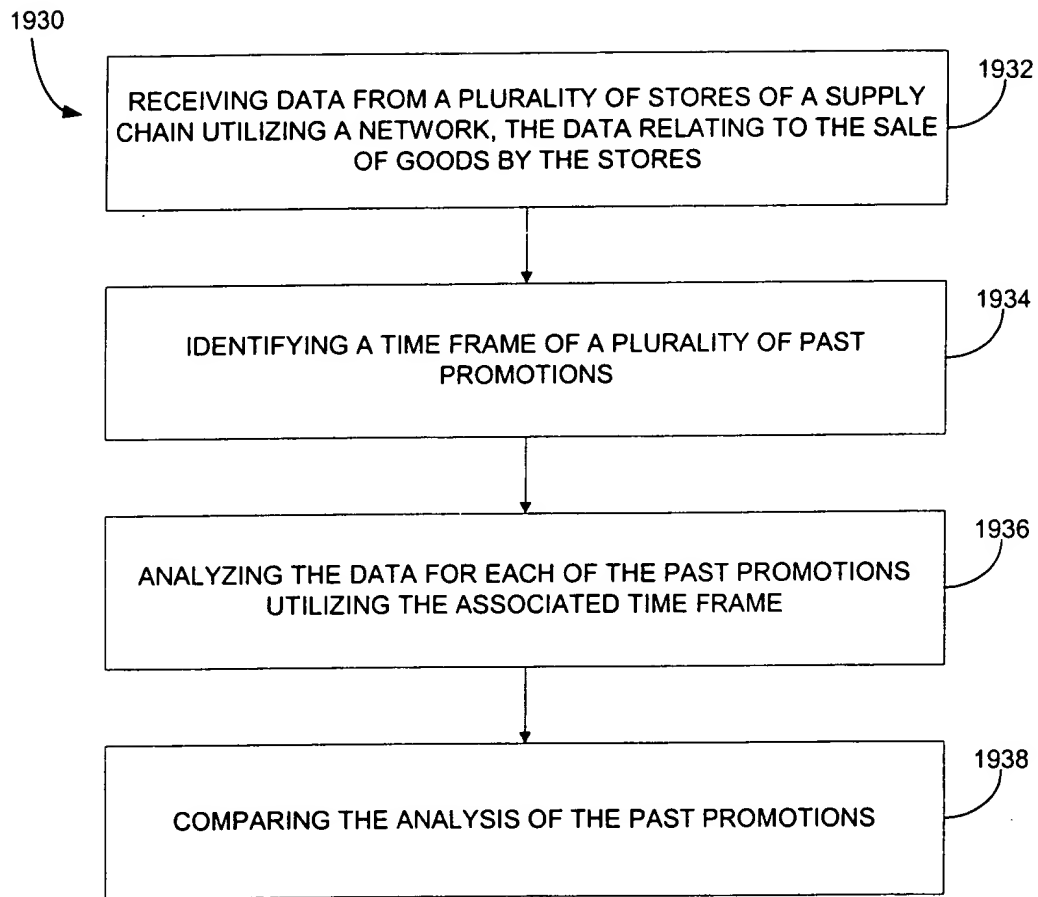 1930
1932
RECEIVING DATA FROM A PLURALITY OF STORES OF A SUPPLY
CHAIN UTILIZING A NETWORK, THE DATA RELATING TO THE SALE
OF GOODS BY THE STORES
1934
IDENTIFYING A TIME FRAME OF A PLURALITY OF PAST
PROMOTIONS
1936
ANALYZING THE DATA FOR EACH OF THE PAST PROMOTIONS
UTILIZING THE ASSOCIATED TIME FRAME
1938
COMPARING THE ANALYSIS OF THE PAST PROMOTIONS